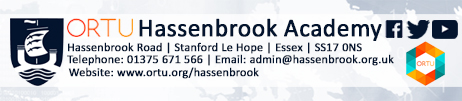 ORTU Hassenbrook Academy
Hassenbrook Road | Stanford Le Hope | Essex | SS17 0NS
Telephone: 01375 671 566 | Email: admin@hassenbrook.org.uk
Website: www.ortu.org/hassenbrook
ORTU